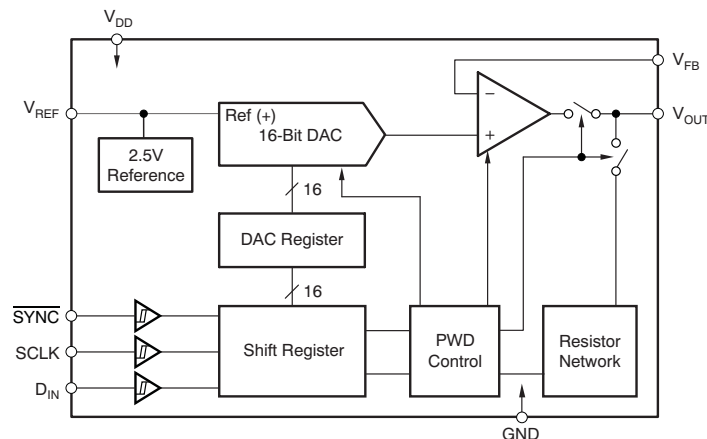 V_DD
V_FB
V_REF
Ref (+)
16-Bit DAC
−
+
V_OUT
2.5V
Reference
16
DAC Register
16
SYNC
SCLK
D_IN
Shift Register
PWD
Control
Resistor
Network
GND